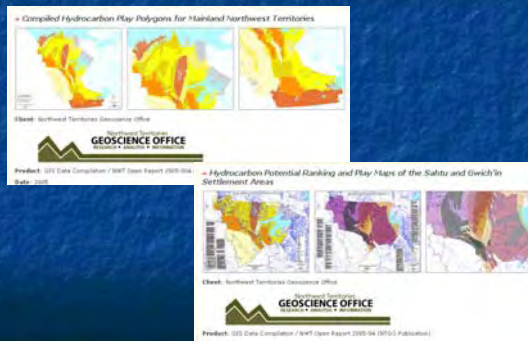 Compiled Hydrocarbon Play Polygons for Mainland Northwest Territories
Client: Northwest Territories Geoscience Office
Northwest Territories
GEOSCIENCE OFFICE
RESEARCH • ANALYSIS • INFORMATION
Product: GIS Data Compilation / NWT Open Report
Date: 2005
Hydrocarbon Potential Ranking and Play Maps of the Sahtu and Gwich'in
Settlement Areas
Client: Northwest Territories Geoscience Office
Northwest Territories
GEOSCIENCE OFFICE
RESEARCH • ANALYSIS • INFORMATION
Product: GIS Data Compilation / NWT Open Report 2005-04 (NTGO Publication)